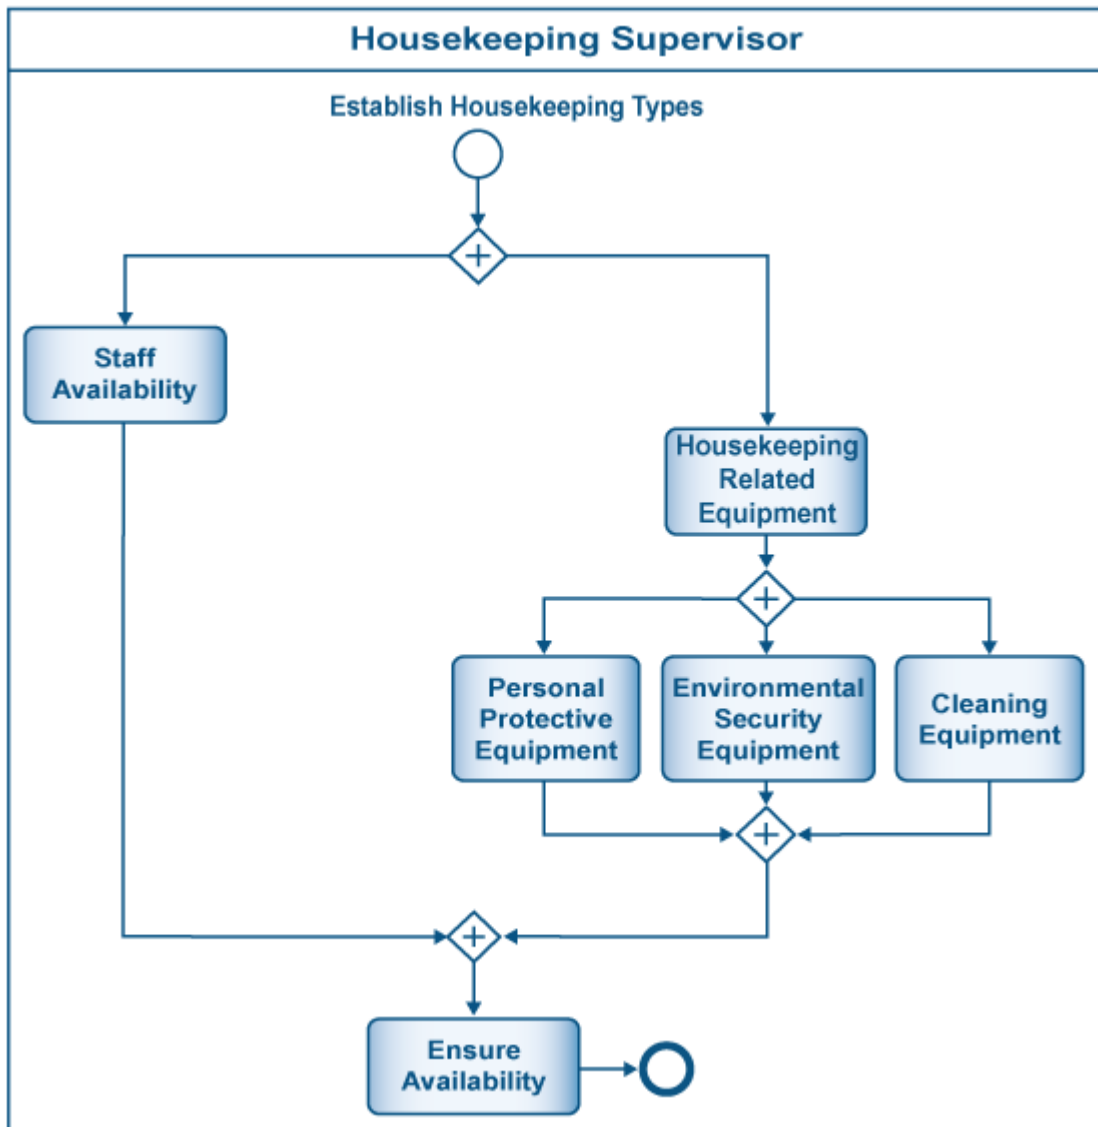 Housekeeping Supervisor
Establish Housekeeping Types
Staff
Availability
Housekeeping
Related
Equipment
Personal
Protective
Equipment
Environmental
Security
Equipment
Cleaning
Equipment
Ensure
Availability